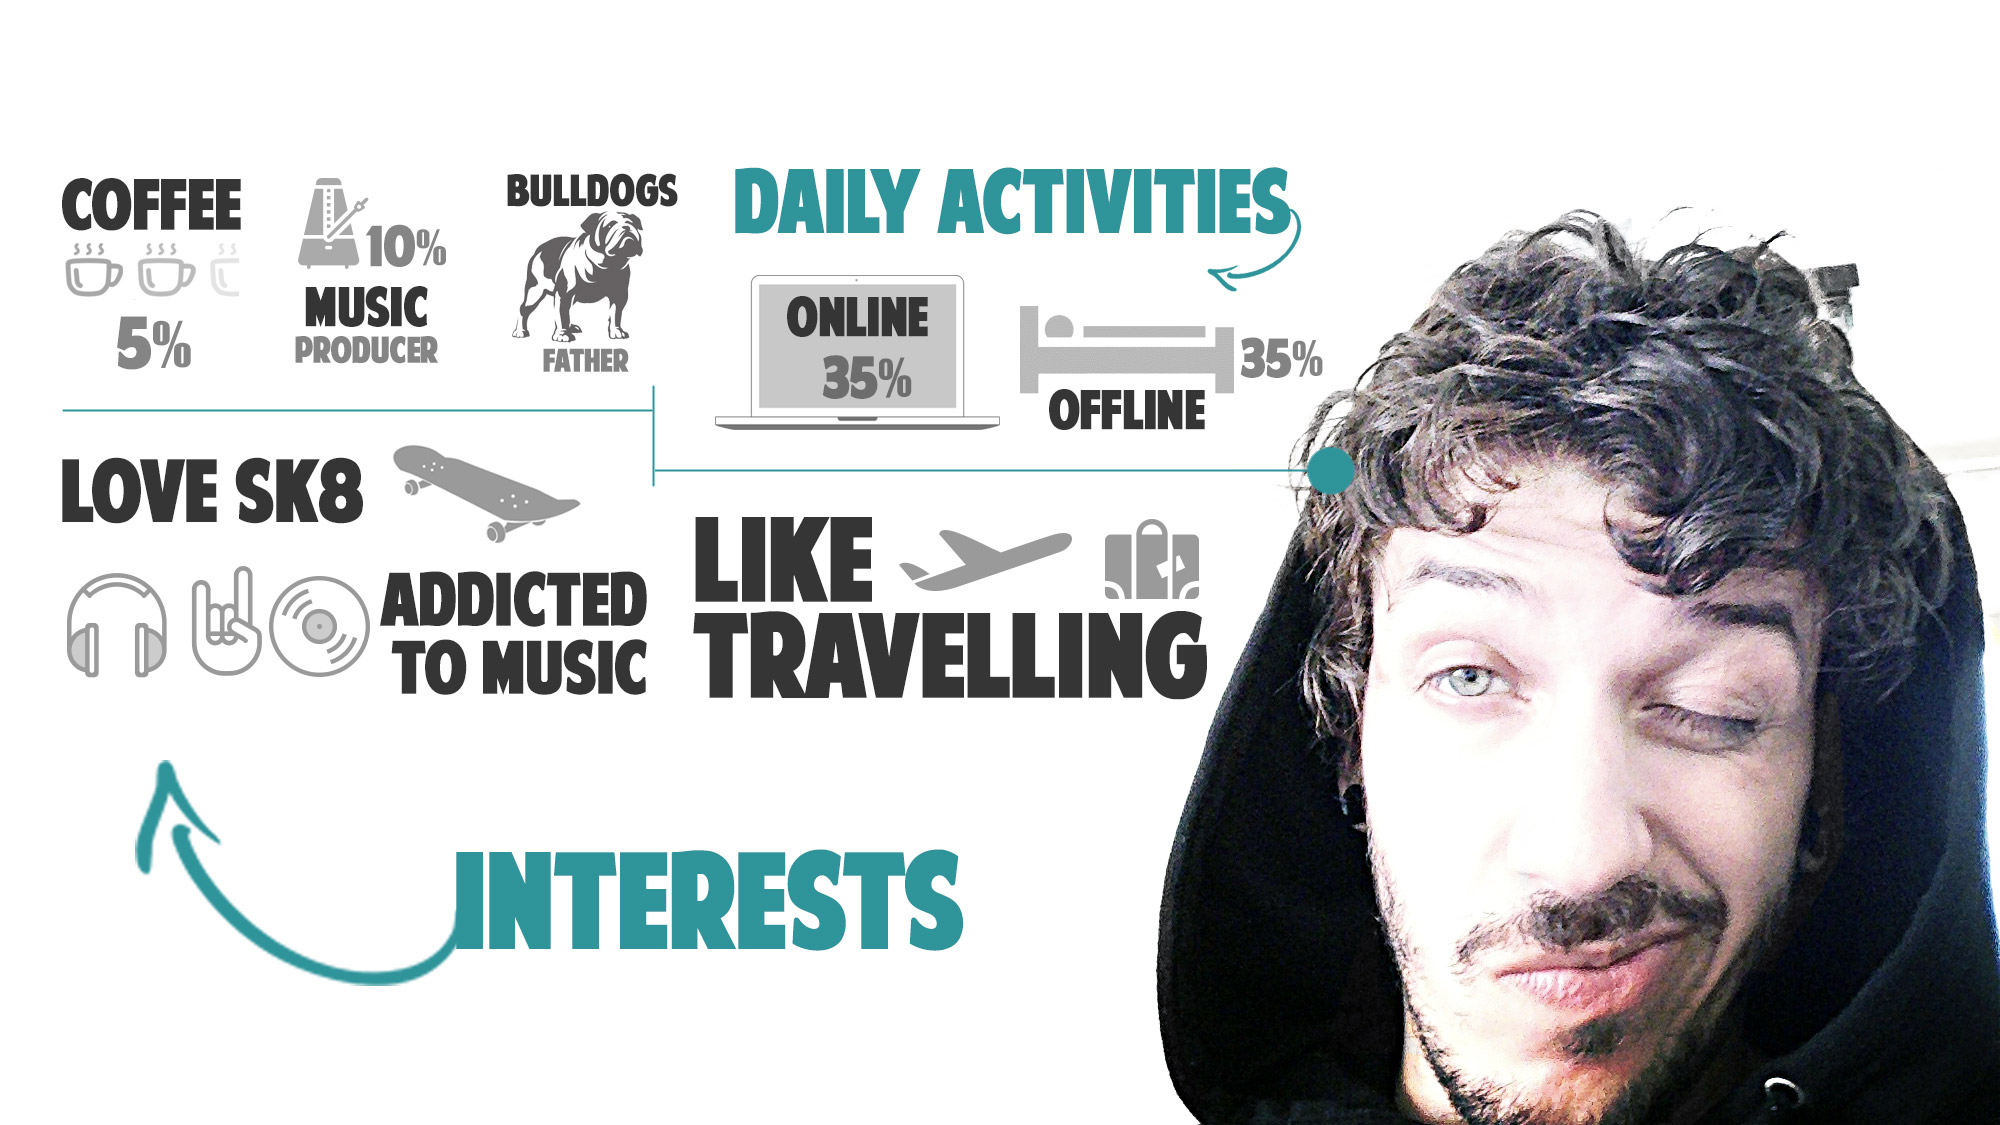 COFFEE
5%
10%
MUSIC
PRODUCER
BULLDOGS
FATHER
DAILY ACTIVITIES
ONLINE
35%
35%
OFFLINE
LOVE SK8
ADDICTED
TO MUSIC
LIKE
TRAVELLING
INTERESTS